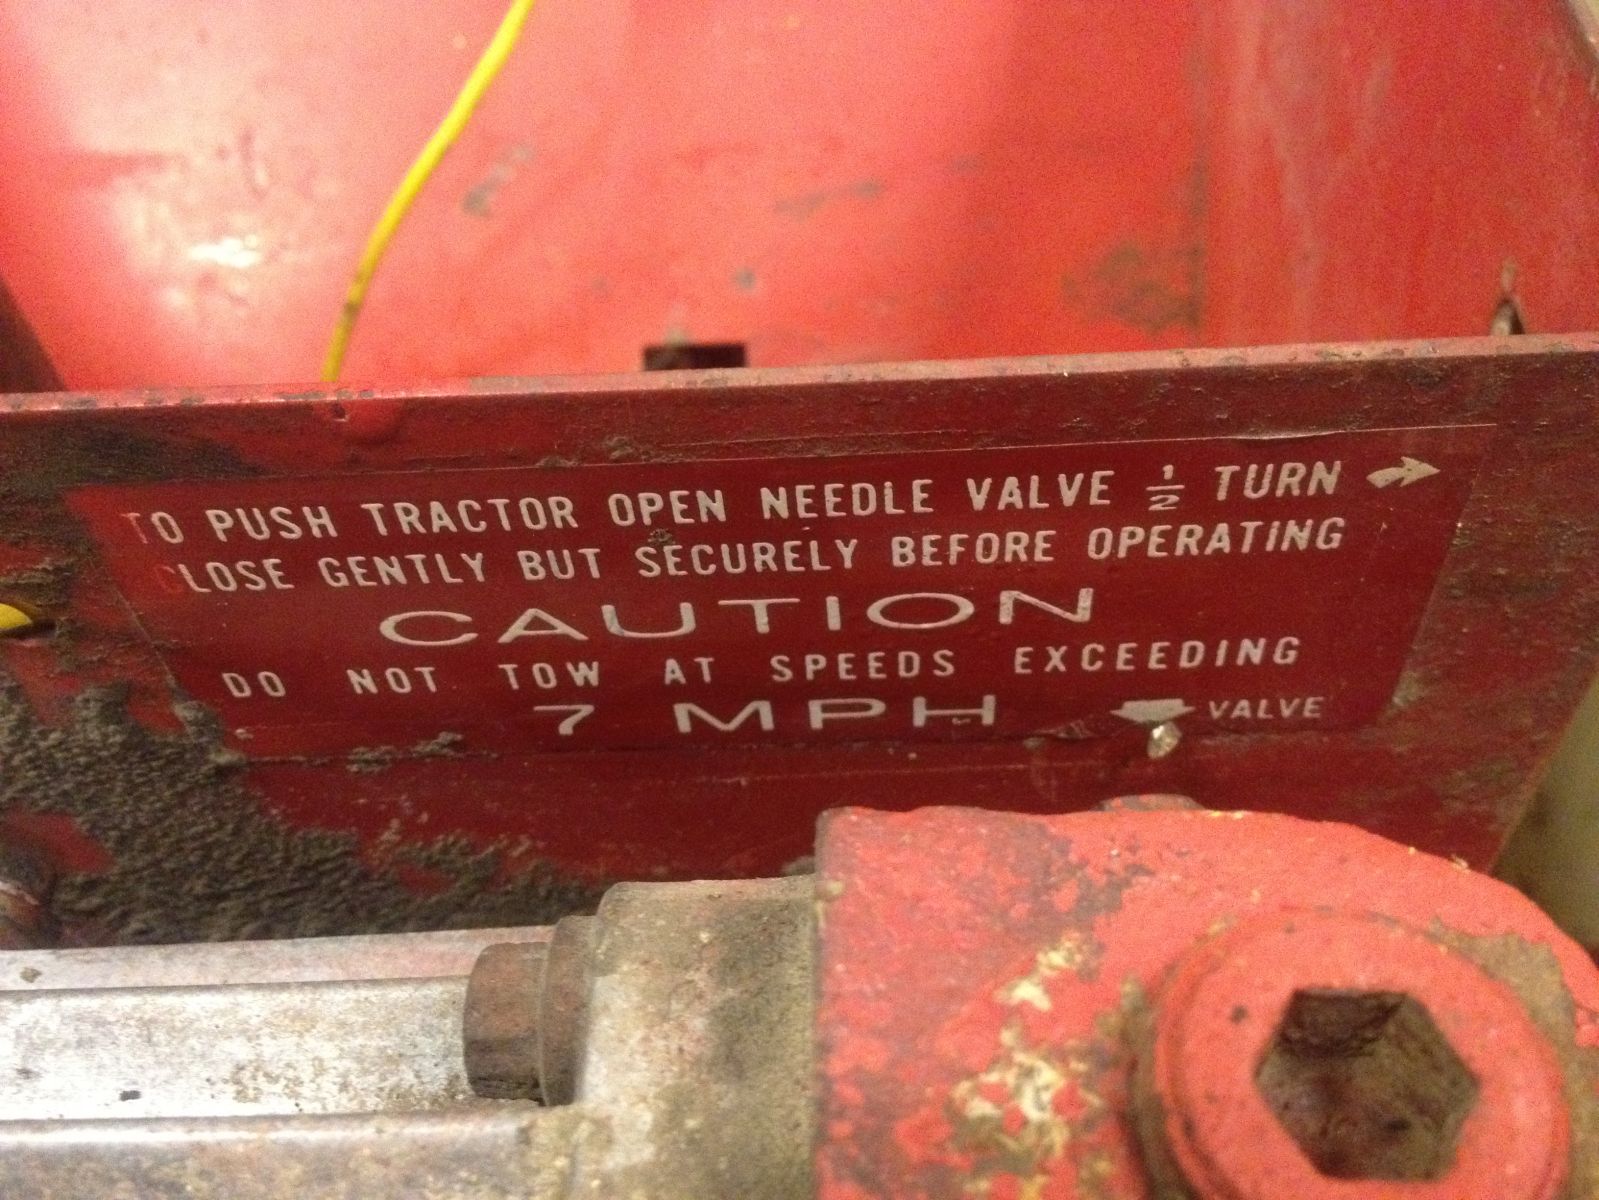 TO PUSH TRACTOR OPEN NEEDLE VALVE ½ TURN
CLOSE GENTLY BUT SECURELY BEFORE OPERATING
CAUTION
DO NOT TOW AT SPEEDS EXCEEDING
7 MPH
VALVE